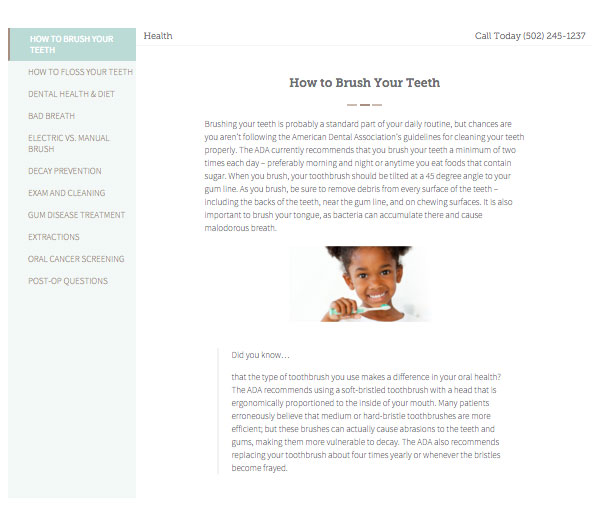 HOW TO BRUSH YOUR
TEETH
HOW TO FLOSS YOUR TEETH
DENTAL HEALTH & DIET
BAD BREATH
ELECTRIC VS. MANUAL
BRUSH
DECAY PREVENTION
EXAM AND CLEANING
GUM DISEASE TREATMENT
EXTRACTIONS
ORAL CANCER SCREENING
POST-OP QUESTIONS
Health
Call Today (502) 245-1237
How to Brush Your Teeth
Brushing your teeth is probably a standard part of your daily routine, but chances are
you aren't following the American Dental Association's guidelines for cleaning your teeth
properly. The ADA currently recommends that you brush your teeth a minimum of two
times each day – preferably morning and night or anytime you eat foods that contain
sugar. When you brush, your toothbrush should be tilted at a 45 degree angle to your
gum line. As you brush, be sure to remove debris from every surface of the teeth –
including the backs of the teeth, near the gum line, and on chewing surfaces. It is also
important to brush your tongue, as bacteria can accumulate there and cause
malodorous breath.
Did you know…
that the type of toothbrush you use makes a difference in your oral health?
The ADA recommends using a soft-bristled toothbrush with a head that is
ergonomically proportioned to the inside of your mouth. Many patients
erroneously believe that medium or hard-bristle toothbrushes are more
efficient; but these brushes can actually cause abrasions to the teeth and
gums, making them more vulnerable to decay. The ADA also recommends
replacing your toothbrush about four times yearly or whenever the bristles
become frayed.